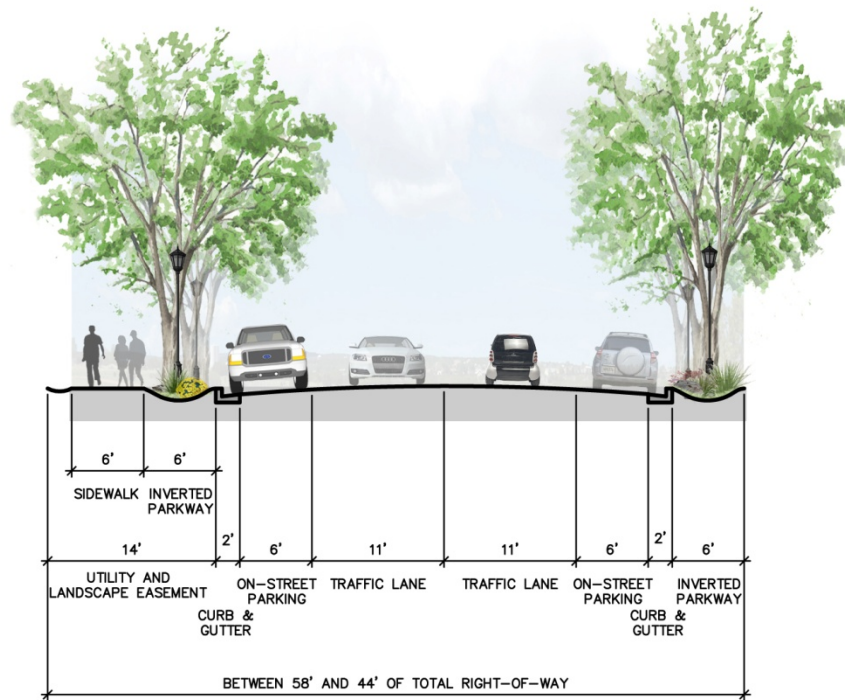 6' 6'
SIDEWALK INVERTED
PARKWAY
14' 2' 6' 11' 11' 6' 2' 6'
UTILITY AND
LANDSCAPE EASEMENT
ON-STREET
PARKING
TRAFFIC LANE
TRAFFIC LANE
ON-STREET
PARKING
INVERTED
PARKWAY
CURB &
GUTTER
CURB &
GUTTER
BETWEEN 58' AND 44' OF TOTAL RIGHT-OF-WAY